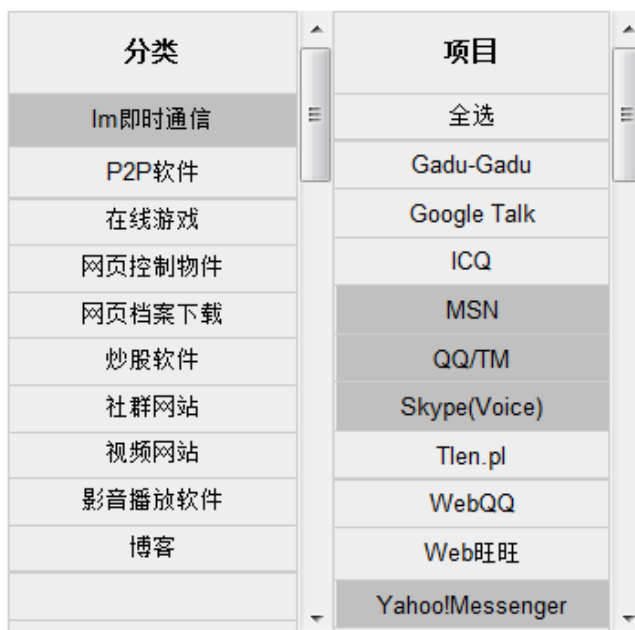 分类
Im即时通信
P2P软件
在线游戏
网页控制物件
网页档案下载
炒股软件
社群网站
视频网站
影音播放软件
博客
项目
全选
Gadu-Gadu
Google Talk
ICQ
MSN
QQ/TM
Skype(Voice)
Tlen.pl
WebQQ
Web旺旺
Yahoo!Messenger